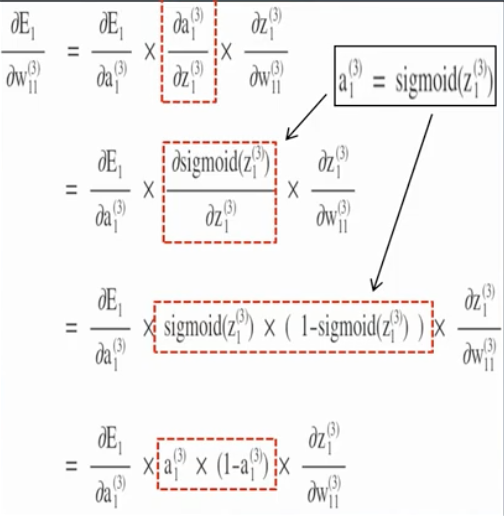 ∂E₁/∂w₁₁⁽³⁾ = ∂E₁/∂a₁⁽³⁾ × ∂a₁⁽³⁾/∂z₁⁽³⁾ × ∂z₁⁽³⁾/∂w₁₁⁽³⁾
a₁⁽³⁾ = sigmoid(z₁⁽³⁾)
= ∂E₁/∂a₁⁽³⁾ × ∂sigmoid(z₁⁽³⁾)/∂z₁⁽³⁾ × ∂z₁⁽³⁾/∂w₁₁⁽³⁾
= ∂E₁/∂a₁⁽³⁾ × sigmoid(z₁⁽³⁾) × ( 1-sigmoid(z₁⁽³⁾) ) × ∂z₁⁽³⁾/∂w₁₁⁽³⁾
= ∂E₁/∂a₁⁽³⁾ × a₁⁽³⁾ × (1-a₁⁽³⁾) × ∂z₁⁽³⁾/∂w₁₁⁽³⁾